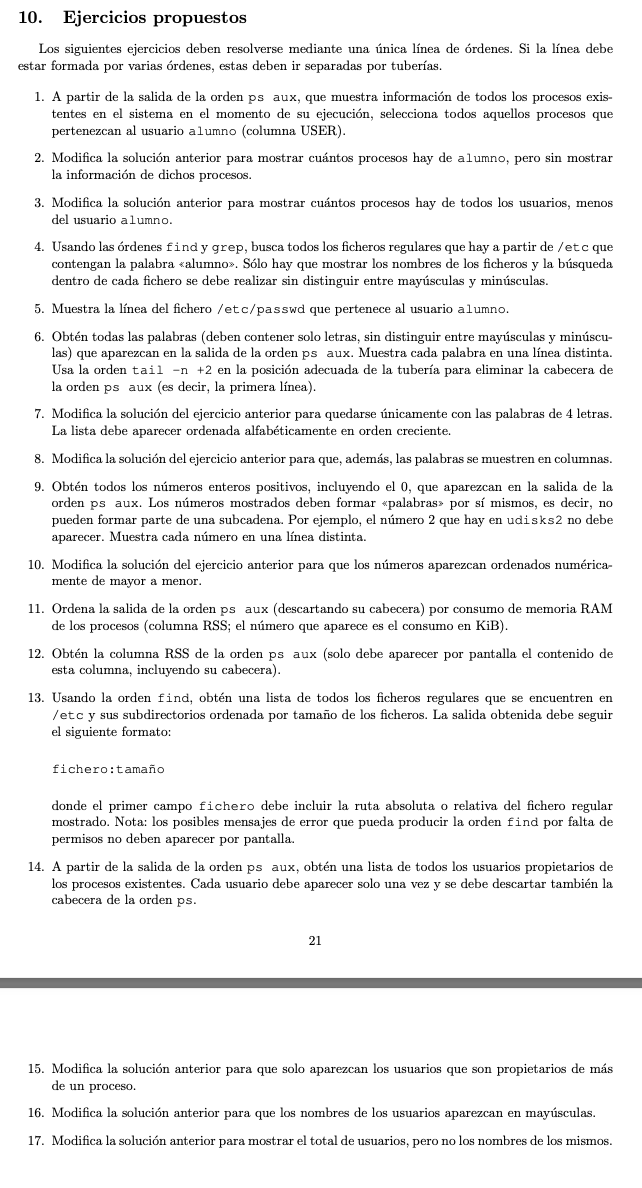 10. Ejercicios propuestos
Los siguientes ejercicios deben resolverse mediante una única línea de órdenes. Si la línea debe
estar formada por varias órdenes, estas deben ir separadas por tuberías.
1. A partir de la salida de la orden ps aux, que muestra información de todos los procesos exis-
tentes en el sistema en el momento de su ejecución, selecciona todos aquellos procesos que
pertenezcan al usuario alumno (columna USER).
2. Modifica la solución anterior para mostrar cuántos procesos hay de alumno, pero sin mostrar
la información de dichos procesos.
3. Modifica la solución anterior para mostrar cuántos procesos hay de todos los usuarios, menos
del usuario alumno.
4. Usando las órdenes find y grep, busca todos los ficheros regulares que hay a partir de /etc que
contengan la palabra «alumno». Sólo hay que mostrar los nombres de los ficheros y la búsqueda
dentro de cada fichero se debe realizar sin distinguir entre mayúsculas y minúsculas.
5. Muestra la línea del fichero /etc/passwd que pertenece al usuario alumno.
6. Obtén todas las palabras (deben contener solo letras, sin distinguir entre mayúsculas y minúscu-
las) que aparezcan en la salida de la orden ps aux. Muestra cada palabra en una línea distinta.
Usa la orden tail -n +2 en la posición adecuada de la tubería para eliminar la cabecera de
la orden ps aux (es decir, la primera línea).
7. Modifica la solución del ejercicio anterior para quedarse únicamente con las palabras de 4 letras.
La lista debe aparecer ordenada alfabéticamente en orden creciente.
8. Modifica la solución del ejercicio anterior para que, además, las palabras se muestren en columnas.
9. Obtén todos los números enteros positivos, incluyendo el 0, que aparezcan en la salida de la
orden ps aux. Los números mostrados deben formar «palabras» por sí mismos, es decir, no
pueden formar parte de una subcadena. Por ejemplo, el número 2 que hay en udisks2 no debe
aparecer. Muestra cada número en una línea distinta.
10. Modifica la solución del ejercicio anterior para que los números aparezcan ordenados numérica-
mente de mayor a menor.
11. Ordena la salida de la orden ps aux (descartando su cabecera) por consumo de memoria RAM
de los procesos (columna RSS; el número que aparece es el consumo en KiB).
12. Obtén la columna RSS de la orden ps aux (solo debe aparecer por pantalla el contenido de
esta columna, incluyendo su cabecera).
13. Usando la orden find, obtén una lista de todos los ficheros regulares que se encuentren en
/etc y sus subdirectorios ordenada por tamaño de los ficheros. La salida obtenida debe seguir
el siguiente formato:
fichero:tamaño
donde el primer campo fichero debe incluir la ruta absoluta o relativa del fichero regular
mostrado. Nota: los posibles mensajes de error que pueda producir la orden find por falta de
permisos no deben aparecer por pantalla.
14. A partir de la salida de la orden ps aux, obtén una lista de todos los usuarios propietarios de
los procesos existentes. Cada usuario debe aparecer solo una vez y se debe descartar también la
cabecera de la orden ps.
21
15. Modifica la solución anterior para que solo aparezcan los usuarios que son propietarios de más
de un proceso.
16. Modifica la solución anterior para que los nombres de los usuarios aparezcan en mayúsculas.
17. Modifica la solución anterior para mostrar el total de usuarios, pero no los nombres de los mismos.